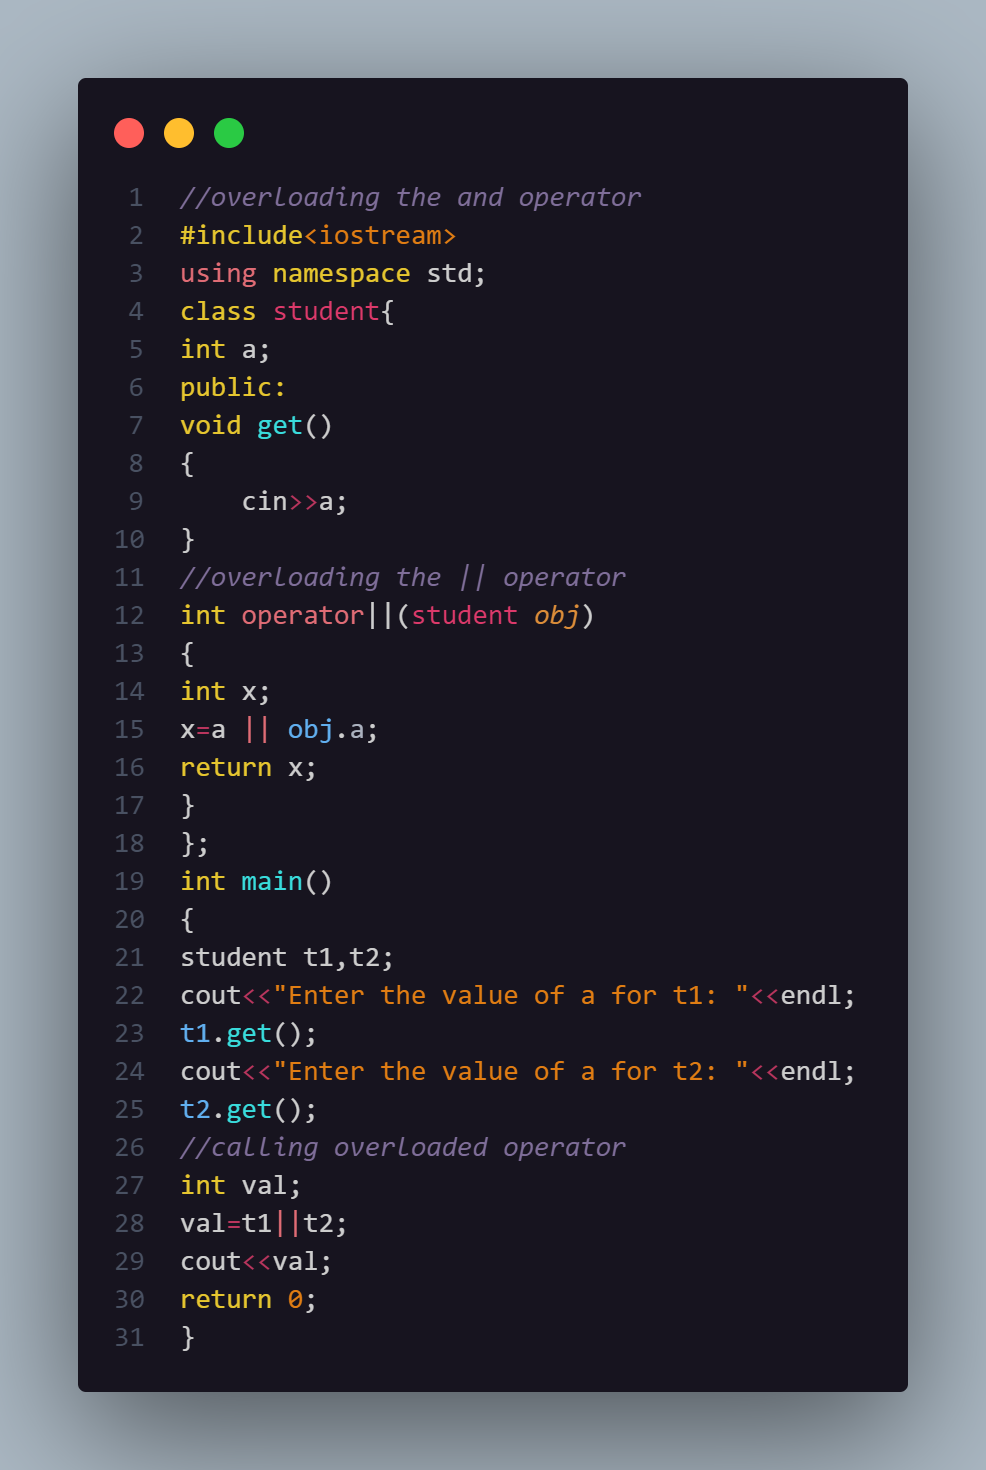 1 //overloading the and operator
2 #include<iostream>
3 using namespace std;
4 class student{
5 int a;
6 public:
7 void get()
8 {
9     cin>>a;
10 }
11 //overloading the || operator
12 int operator||(student obj)
13 {
14 int x;
15 x=a || obj.a;
16 return x;
17 }
18 };
19 int main()
20 {
21 student t1,t2;
22 cout<<"Enter the value of a for t1: "<<endl;
23 t1.get();
24 cout<<"Enter the value of a for t2: "<<endl;
25 t2.get();
26 //calling overloaded operator
27 int val;
28 val=t1||t2;
29 cout<<val;
30 return 0;
31 }